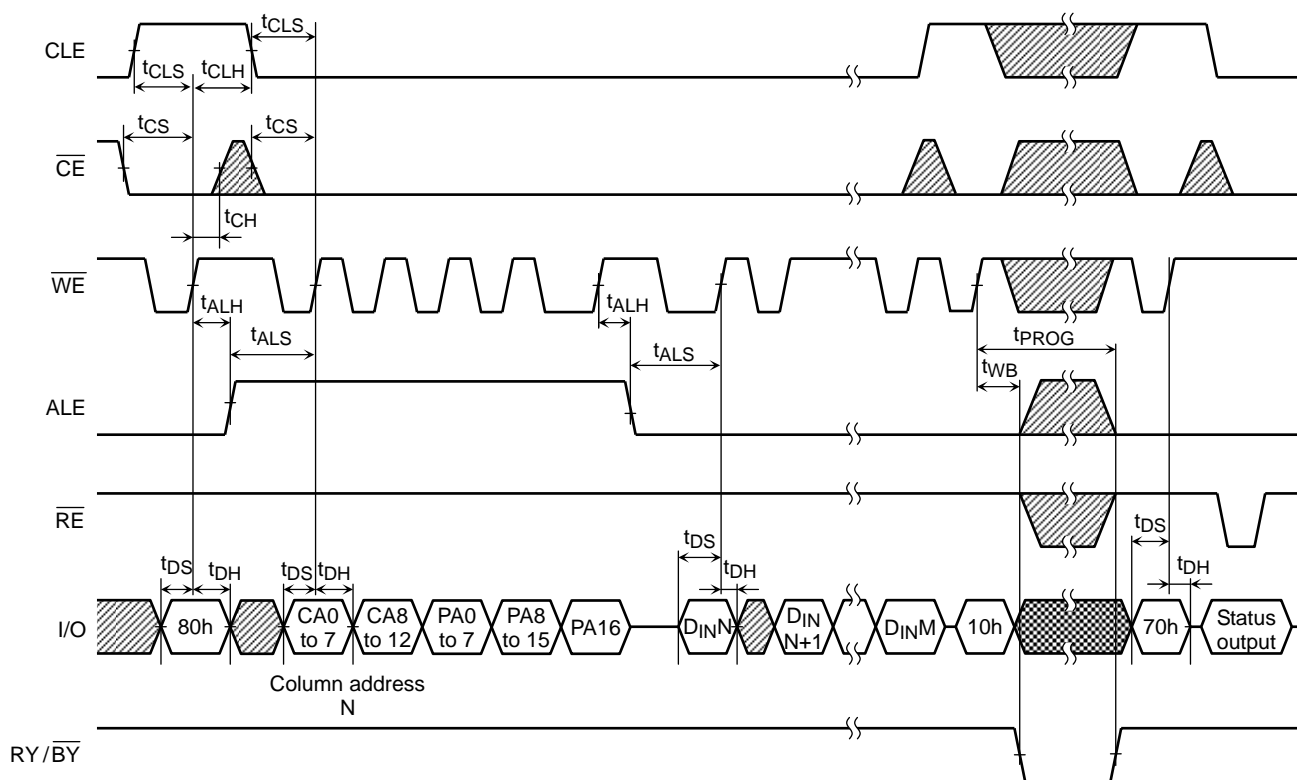 CLE
tCLS
tCLS
tCLH
CE
tCS
tCS
tCH
WE
tALH
tALS
tALH
tALS
tPROG
tWB
ALE
RE
tDS
tDH
tDS
tDH
tDS
tDH
tDS
tDH
I/O
80h
CA0 to 7
CA8 to 12
PA0 to 7
PA8 to 15
PA16
DINN
DIN N+1
DINM
10h
70h
Status output
Column address
N
RY/BY